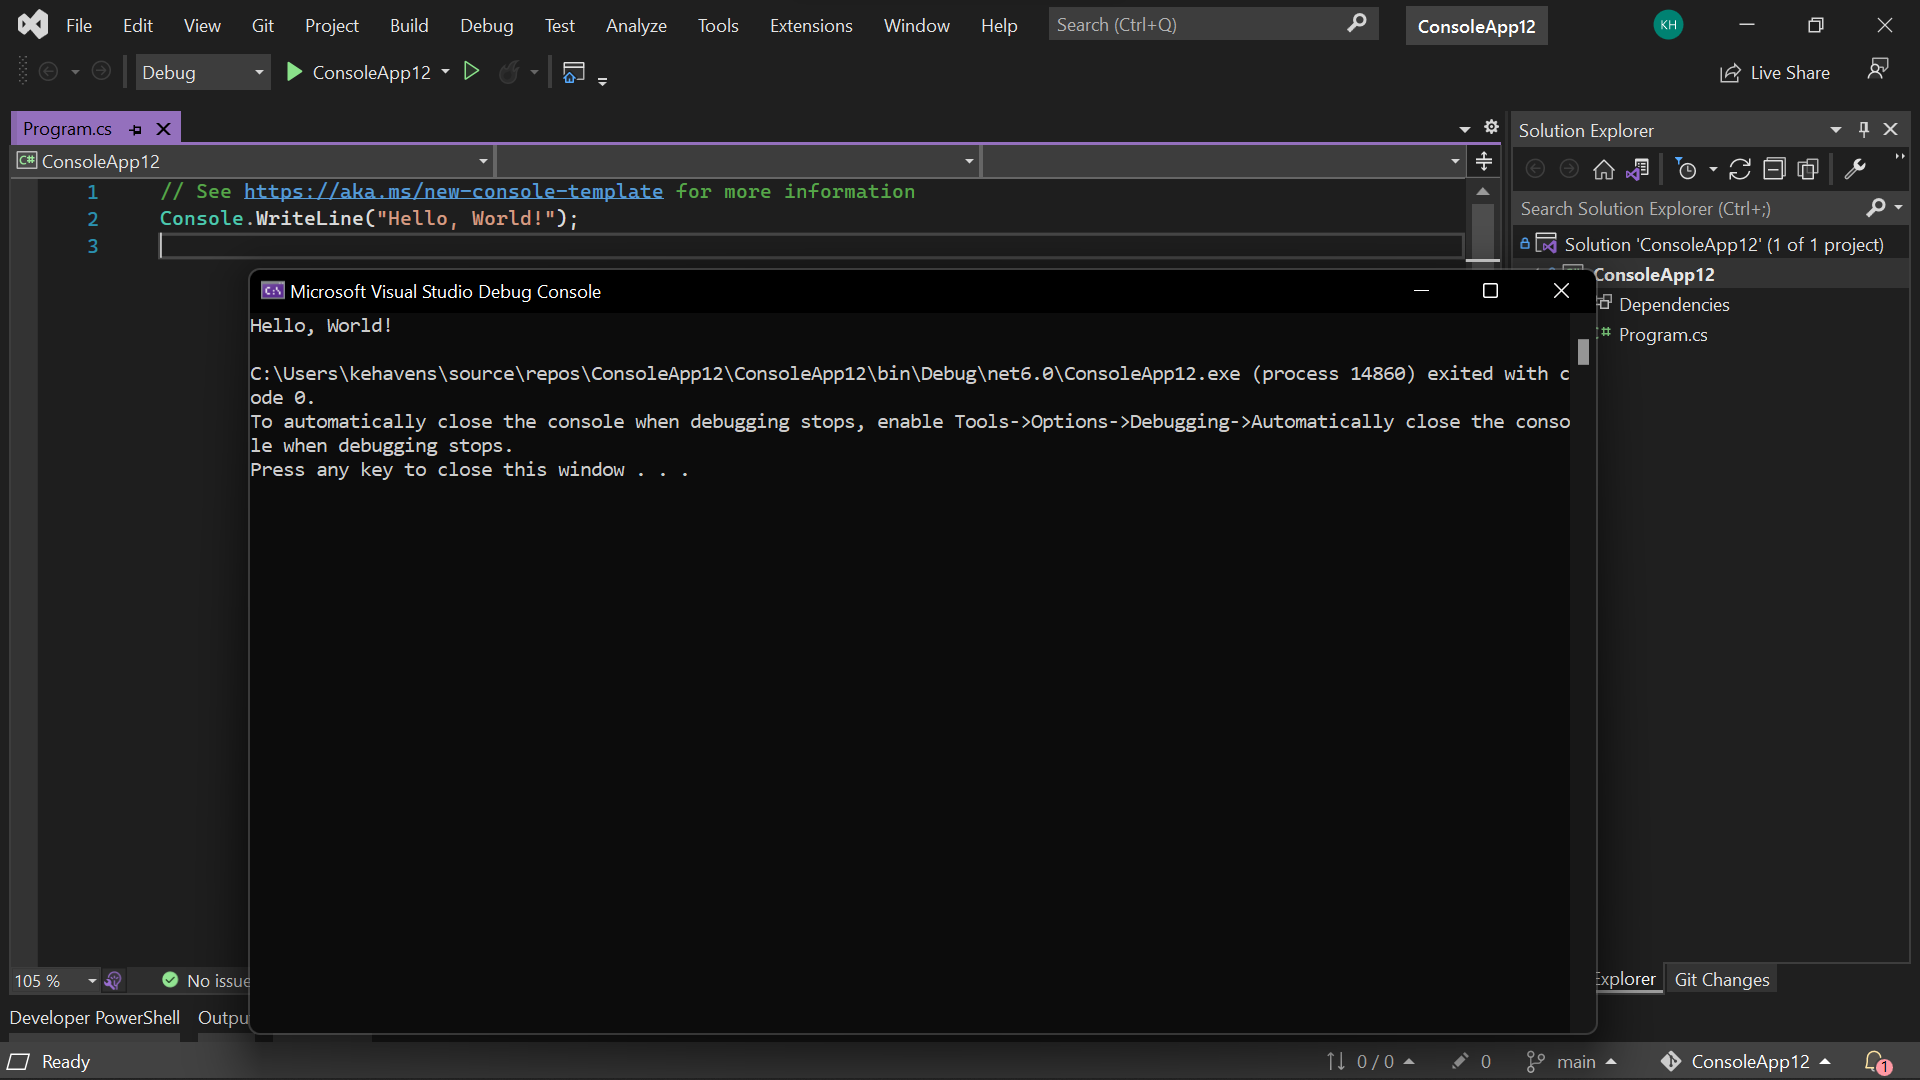 File Edit View Git Project Build Debug Test Analyze Tools Extensions Window Help Search (Ctrl+Q) ConsoleApp12 KH
Debug ConsoleApp12 Live Share
Program.cs
C# ConsoleApp12
1 // See https://aka.ms/new-console-template for more information
2 Console.WriteLine("Hello, World!");
3
Solution Explorer
Search Solution Explorer (Ctrl+;)
Solution 'ConsoleApp12' (1 of 1 project)
ConsoleApp12
Dependencies
Program.cs
C:\ Microsoft Visual Studio Debug Console
Hello, World!
C:\Users\kehavens\source\repos\ConsoleApp12\ConsoleApp12\bin\Debug\net6.0\ConsoleApp12.exe (process 14860) exited with c
ode 0.
To automatically close the console when debugging stops, enable Tools->Options->Debugging->Automatically close the conso
le when debugging stops.
Press any key to close this window . . .
105 % No issue
Explorer Git Changes
Developer PowerShell Outpu
Ready 0 / 0 0 main ConsoleApp12 1